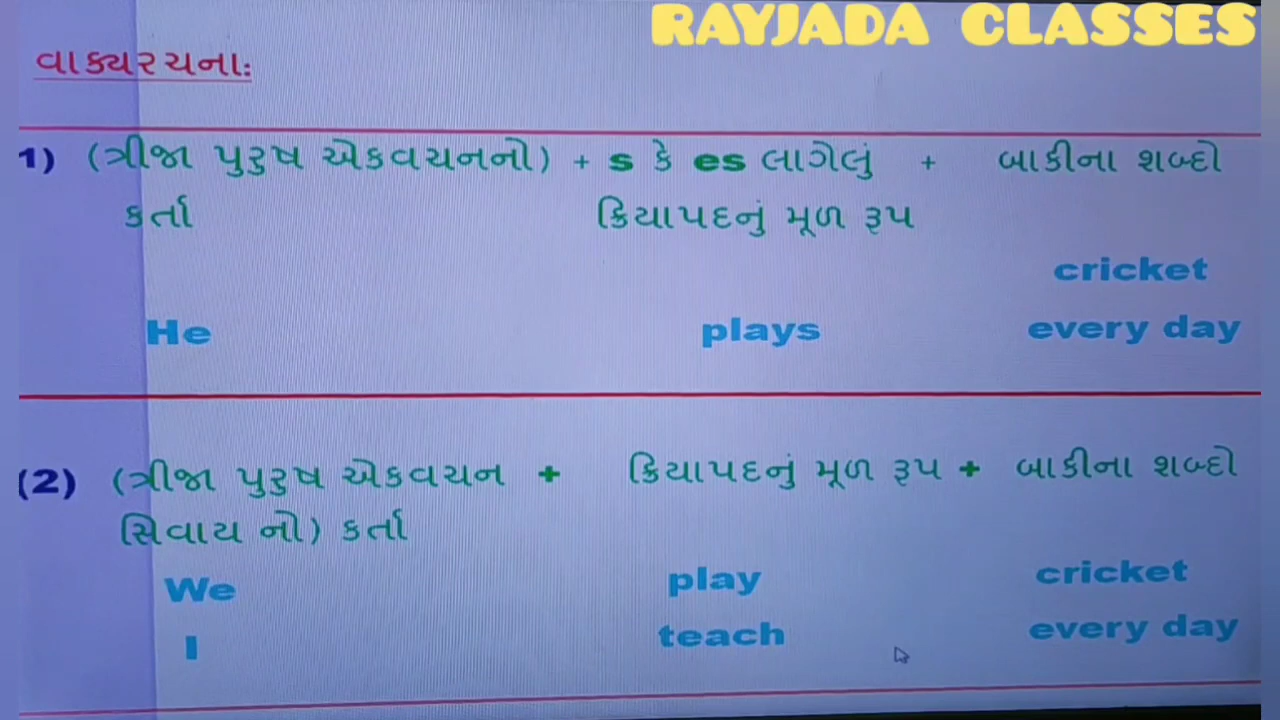 RAYJADA CLASSES
વાક્યરચનાઃ
1) (ત્રીજા પુરુષ એકવચનનો) + s કે es લાગેલું + બાકીના શબ્દો
કર્તા ક્રિયાપદનું મૂળ રૂપ
cricket
He plays every day
(2) (ત્રીજા પુરુષ એકવચન + ક્રિયાપદનું મૂળ રૂપ + બાકીના શબ્દો
સિવાય નો) કર્તા
We play cricket
I teach every day